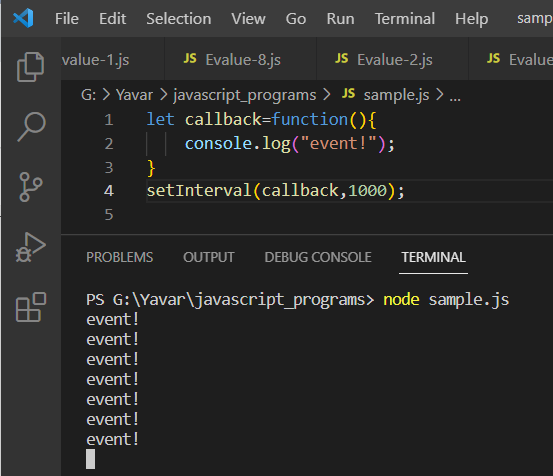 File Edit Selection View Go Run Terminal Help samp
value-1.js JS Evalue-8.js JS Evalue-2.js JS Evalue
G: > Yavar > javascript_programs > JS sample.js > ...
1 let callback=function(){
2 console.log("event!");
3 }
4 setInterval(callback,1000);
5
PROBLEMS OUTPUT DEBUG CONSOLE TERMINAL
PS G:\Yavar\javascript_programs> node sample.js
event!
event!
event!
event!
event!
event!
event!